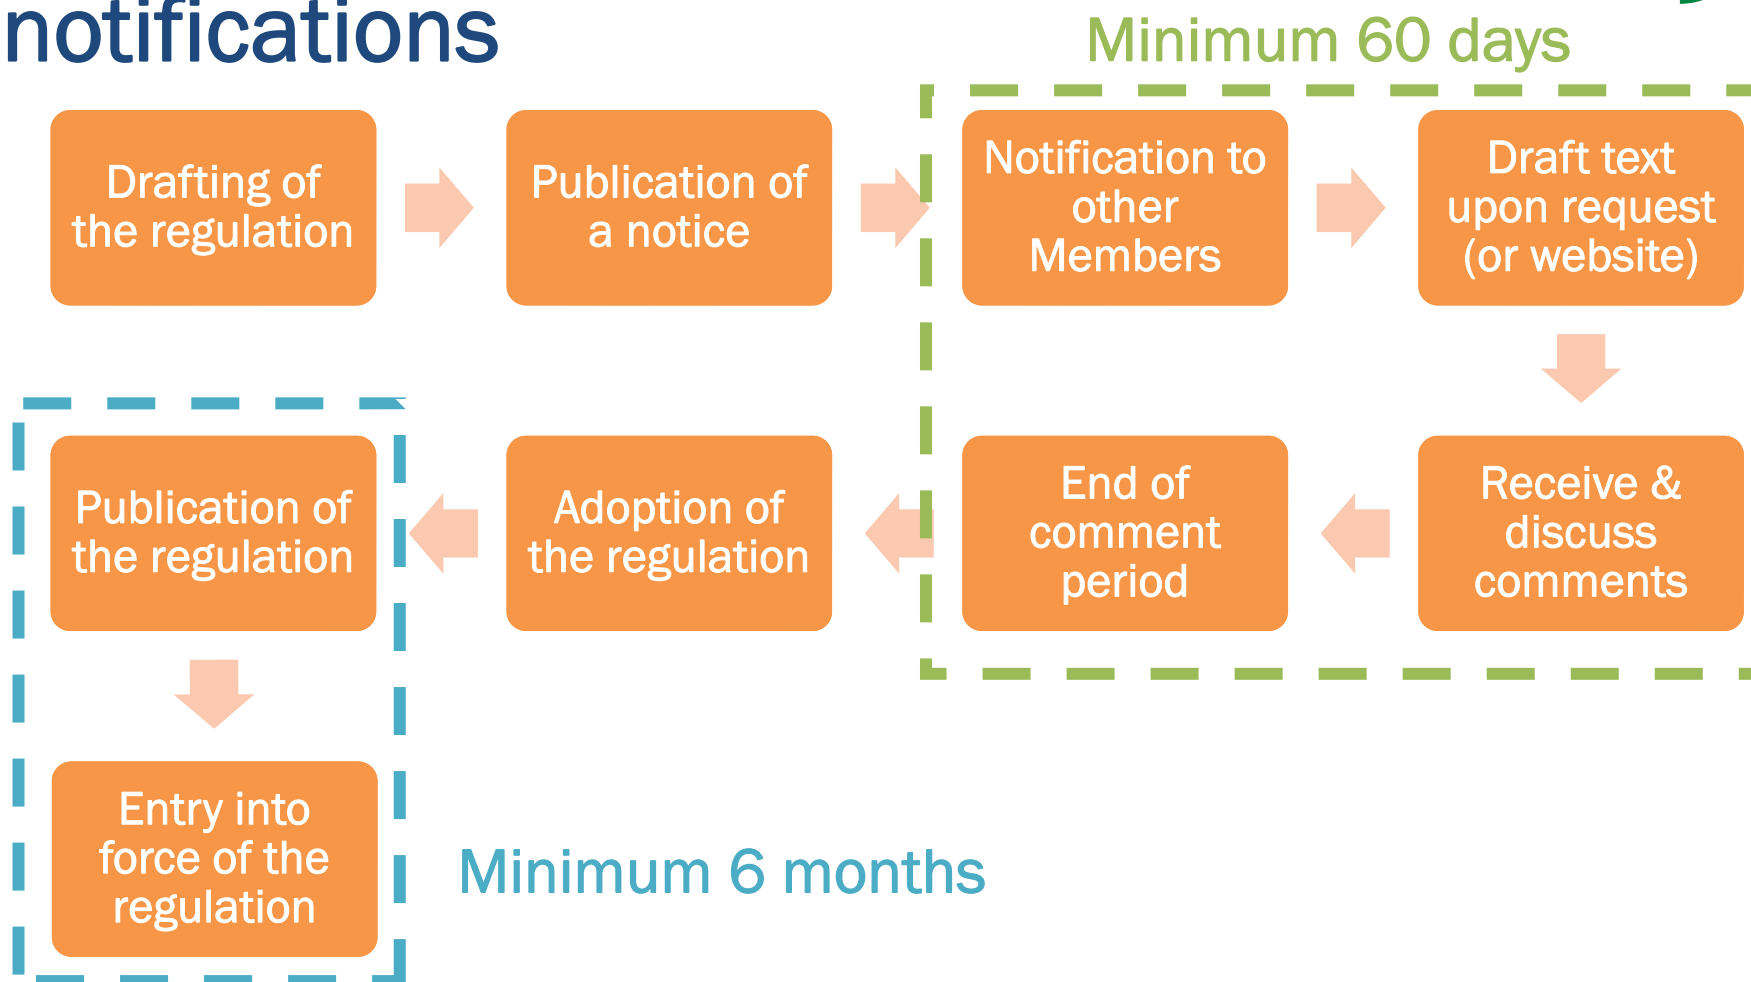 notifications
Minimum 60 days
Drafting of
the regulation
Publication of
a notice
Notification to
other
Members
Draft text
upon request
(or website)
Receive &
discuss
comments
End of
comment
period
Adoption of
the regulation
Publication of
the regulation
Entry into
force of the
regulation
Minimum 6 months